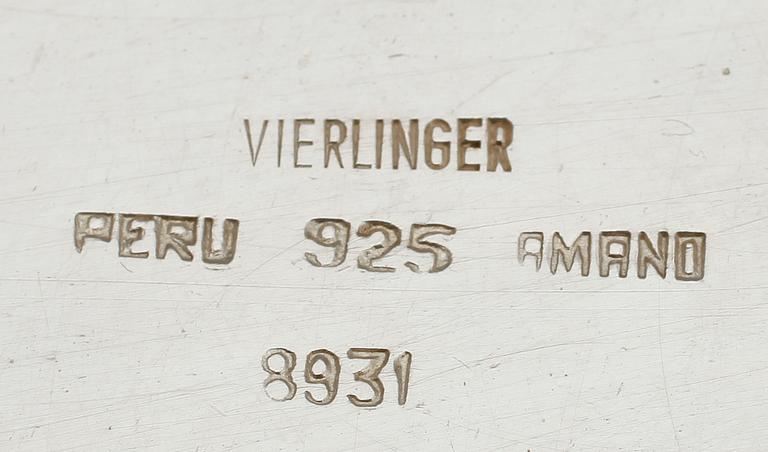 VIERLINGER
PERU 925 AMANO
8931